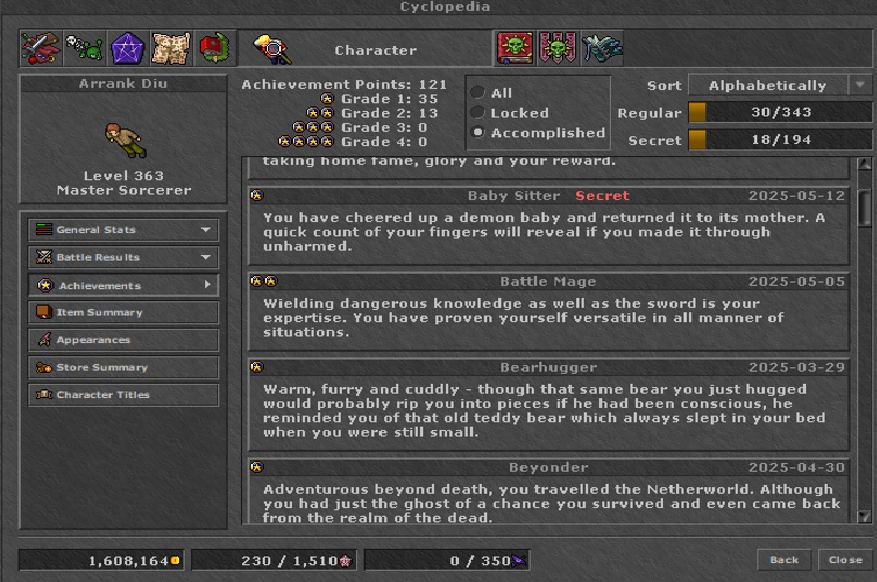 Cyclopedia
Character
Arrank Diu
Level 363
Master Sorcerer
General Stats
Battle Results
Achievements
Item Summary
Appearances
Store Summary
Character Titles
Achievement Points: 121
Grade 1: 35
Grade 2: 13
Grade 3: 0
Grade 4: 0
All
Locked
Accomplished
Sort Alphabetically
Regular 30/343
Secret 18/194
taking home fame, glory and your reward.
Baby Sitter Secret 2025-05-12
You have cheered up a demon baby and returned it to its mother. A
quick count of your fingers will reveal if you made it through
unharmed.
Battle Mage 2025-05-05
Wielding dangerous knowledge as well as the sword is your
expertise. You have proven yourself versatile in all manner of
situations.
Bearhugger 2025-03-29
Warm, furry and cuddly - though that same bear you just hugged
would probably rip you into pieces if he had been conscious, he
reminded you of that old teddy bear which always slept in your bed
when you were still small.
Beyonder 2025-04-30
Adventurous beyond death, you travelled the Netherworld. Although
you had just the ghost of a chance you survived and even came back
from the realm of the dead.
1,608,164
230 / 1,510
0 / 350
Back
Close